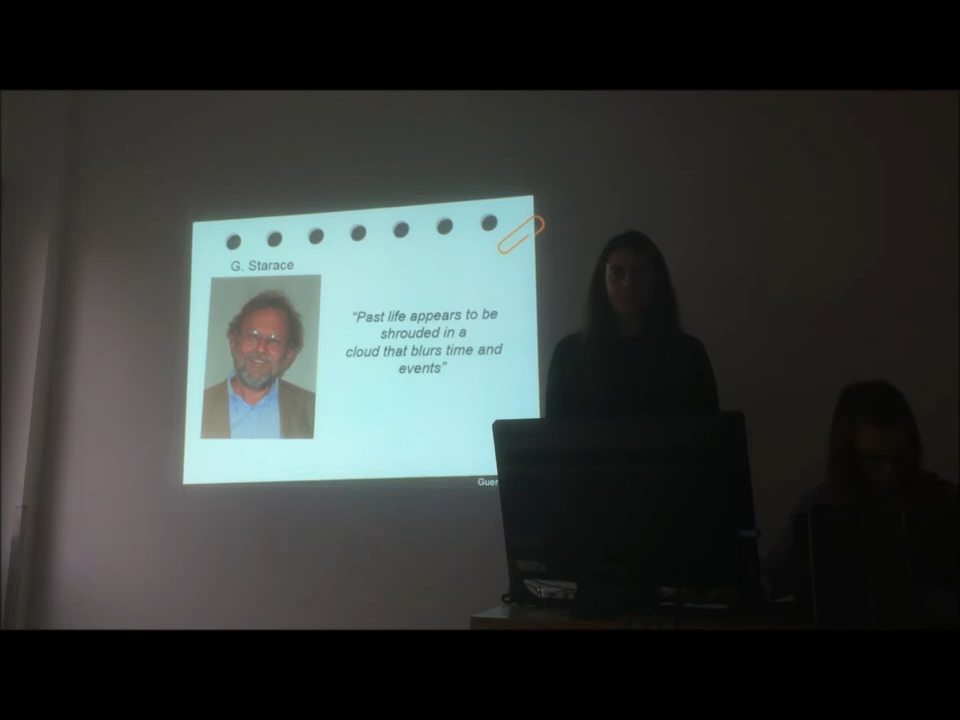 G. Starace
“Past life appears to be
shrouded in a
cloud that blurs time and
events”